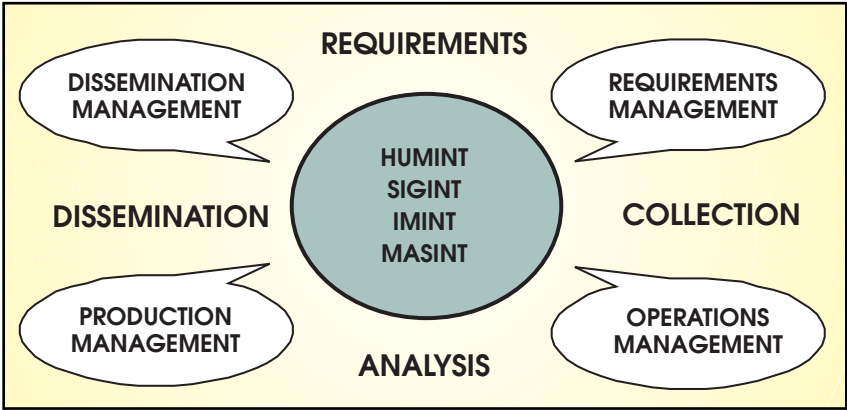 REQUIREMENTS
DISSEMINATION
MANAGEMENT
REQUIREMENTS
MANAGEMENT
HUMINT
SIGINT
IMINT
MASINT
DISSEMINATION
COLLECTION
PRODUCTION
MANAGEMENT
OPERATIONS
MANAGEMENT
ANALYSIS